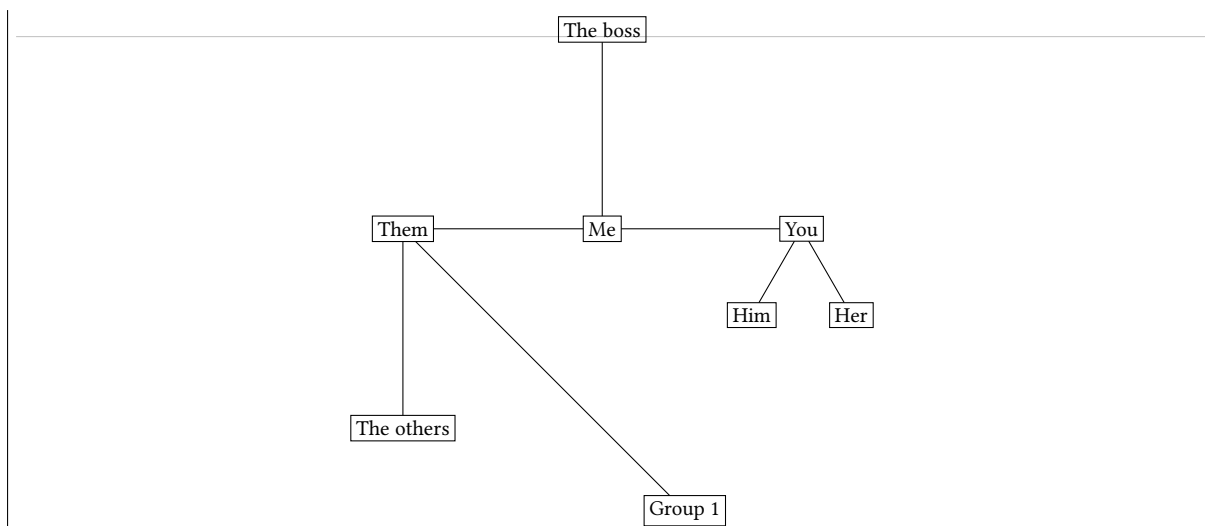 The boss
Them
Me
You
Him
Her
The others
Group 1